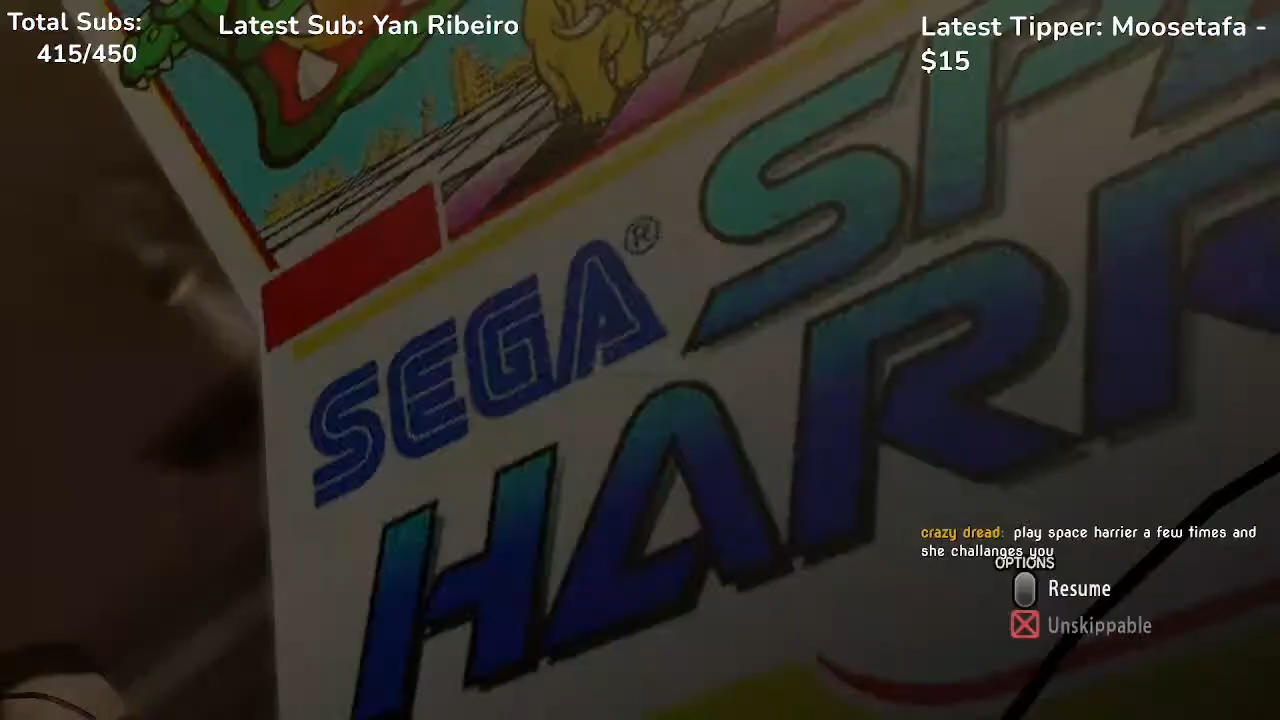 Total Subs:
415/450
Latest Sub: Yan Ribeiro
Latest Tipper: Moosetafa -
$15
SEGA®
HARR
crazy dread: play space harrier a few times and
she challanges you
OPTIONS
Resume
Unskippable